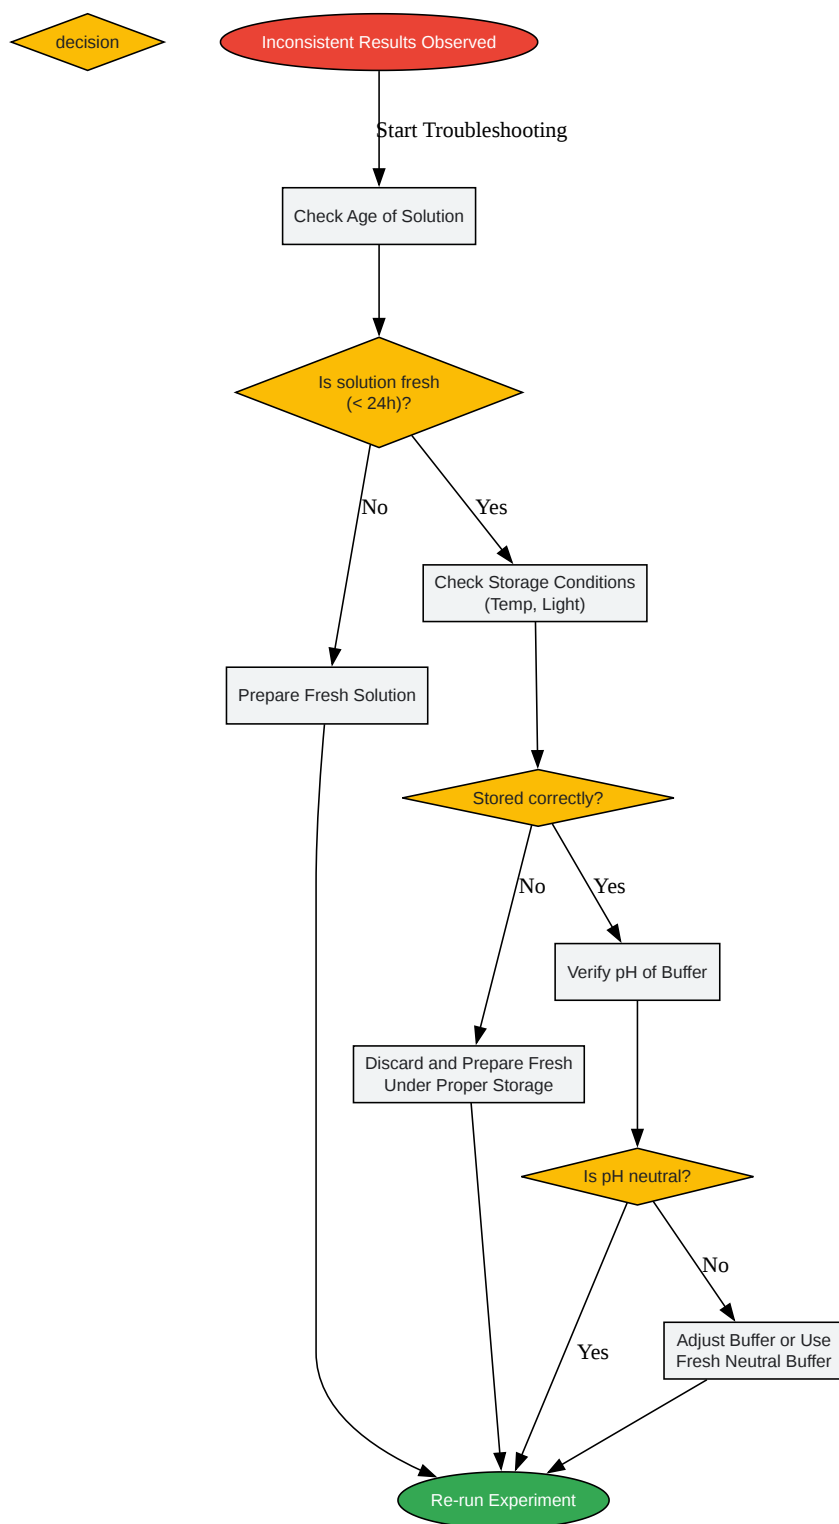 decision
Inconsistent Results Observed
Start Troubleshooting
Check Age of Solution
Is solution fresh
(< 24h)?
No
Yes
Check Storage Conditions
(Temp, Light)
Prepare Fresh Solution
Stored correctly?
No
Yes
Verify pH of Buffer
Discard and Prepare Fresh
Under Proper Storage
Is pH neutral?
No
Yes
Adjust Buffer or Use
Fresh Neutral Buffer
Re-run Experiment